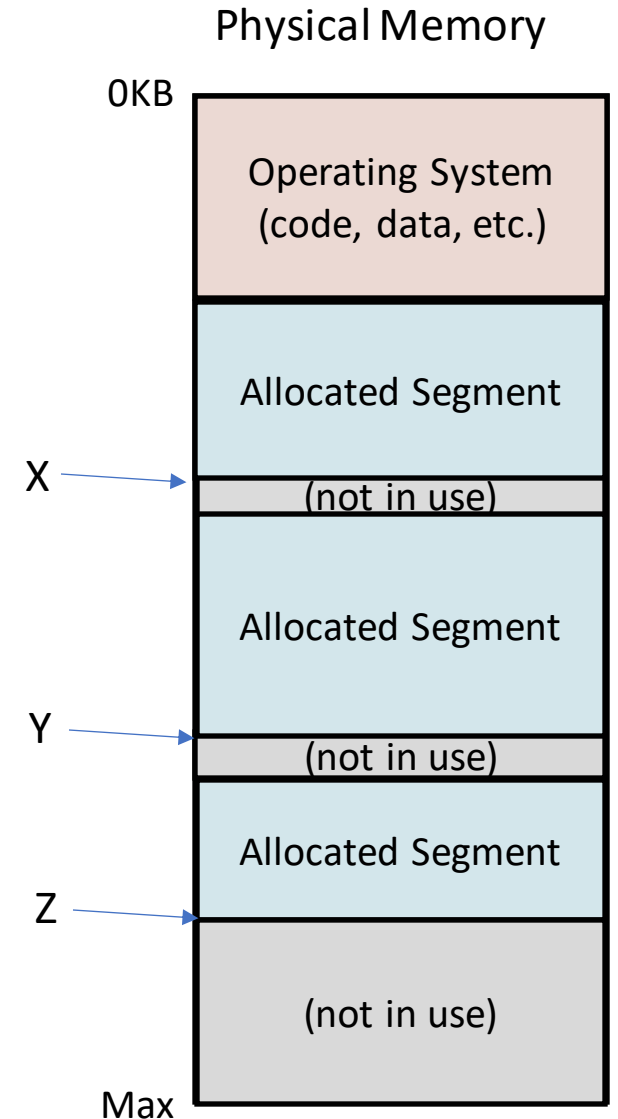 Physical Memory
0KB
Operating System
(code, data, etc.)
Allocated Segment
X
(not in use)
Allocated Segment
Y
(not in use)
Allocated Segment
Z
(not in use)
Max